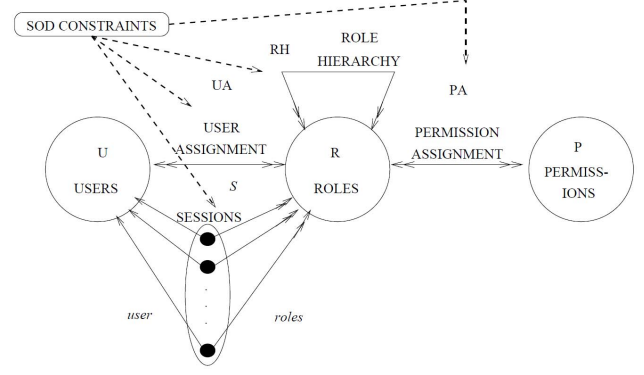 SOD CONSTRAINTS
RH
ROLE
HIERARCHY
UA
PA
USER
ASSIGNMENT
PERMISSION
ASSIGNMENT
U
USERS
R
ROLES
P
PERMISS-
IONS
S
SESSIONS
.
.
.
.
user
roles